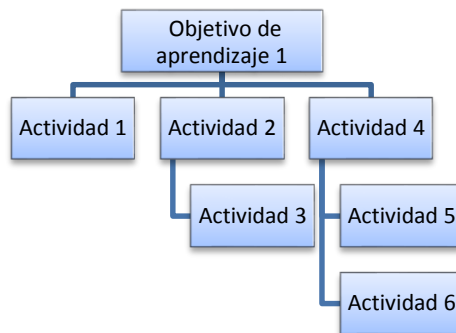 Objetivo de
aprendizaje 1
Actividad 1
Actividad 2
Actividad 4
Actividad 3
Actividad 5
Actividad 6